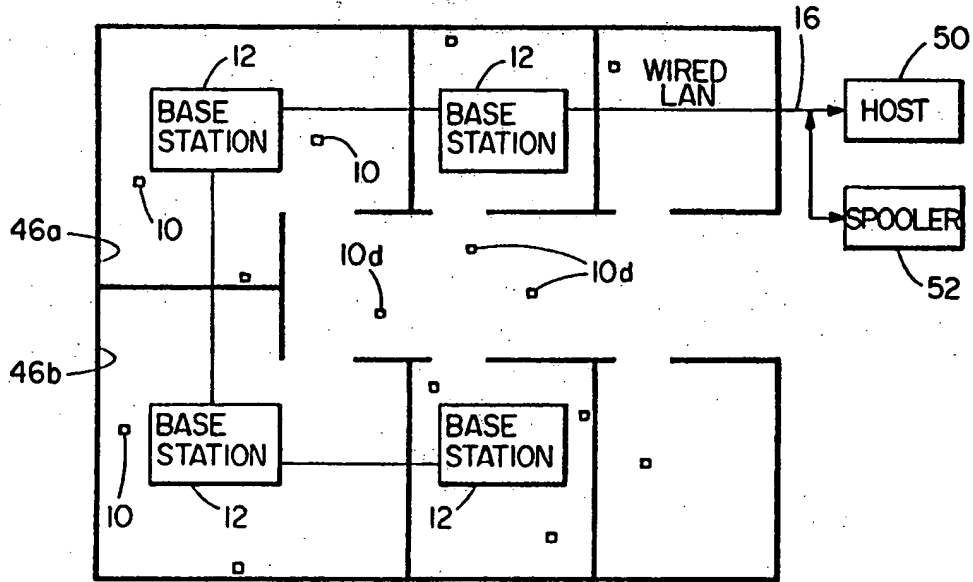 16
50
12
12
WIRED
LAN
BASE
STATION
BASE
STATION
HOST
10
10
SPOOLER
46a
10d
10d
52
46b
BASE
STATION
BASE
STATION
10
12
12